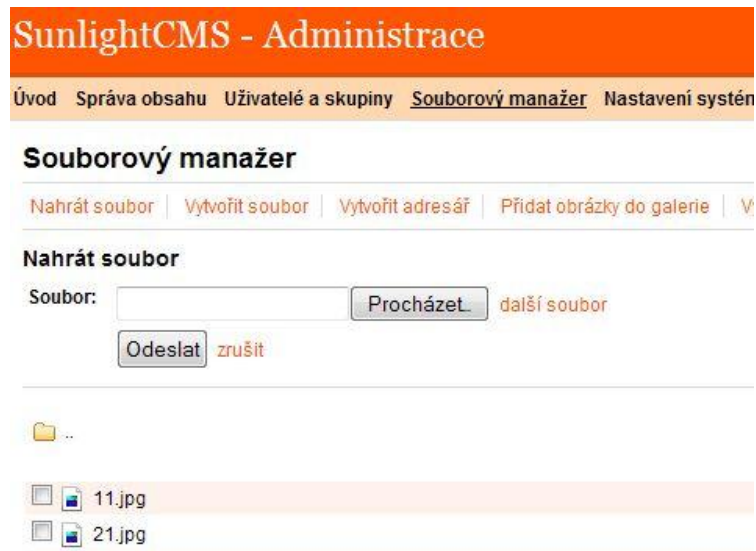 SunlightCMS - Administrace
Úvod Správa obsahu Uživatelé a skupiny Souborový manažer Nastavení systém
Souborový manažer
Nahrát soubor Vytvořit soubor Vytvořit adresář Přidat obrázky do galerie
Nahrát soubor
Soubor: Procházet.. další soubor
Odeslat zrušit
..
11.jpg
21.jpg